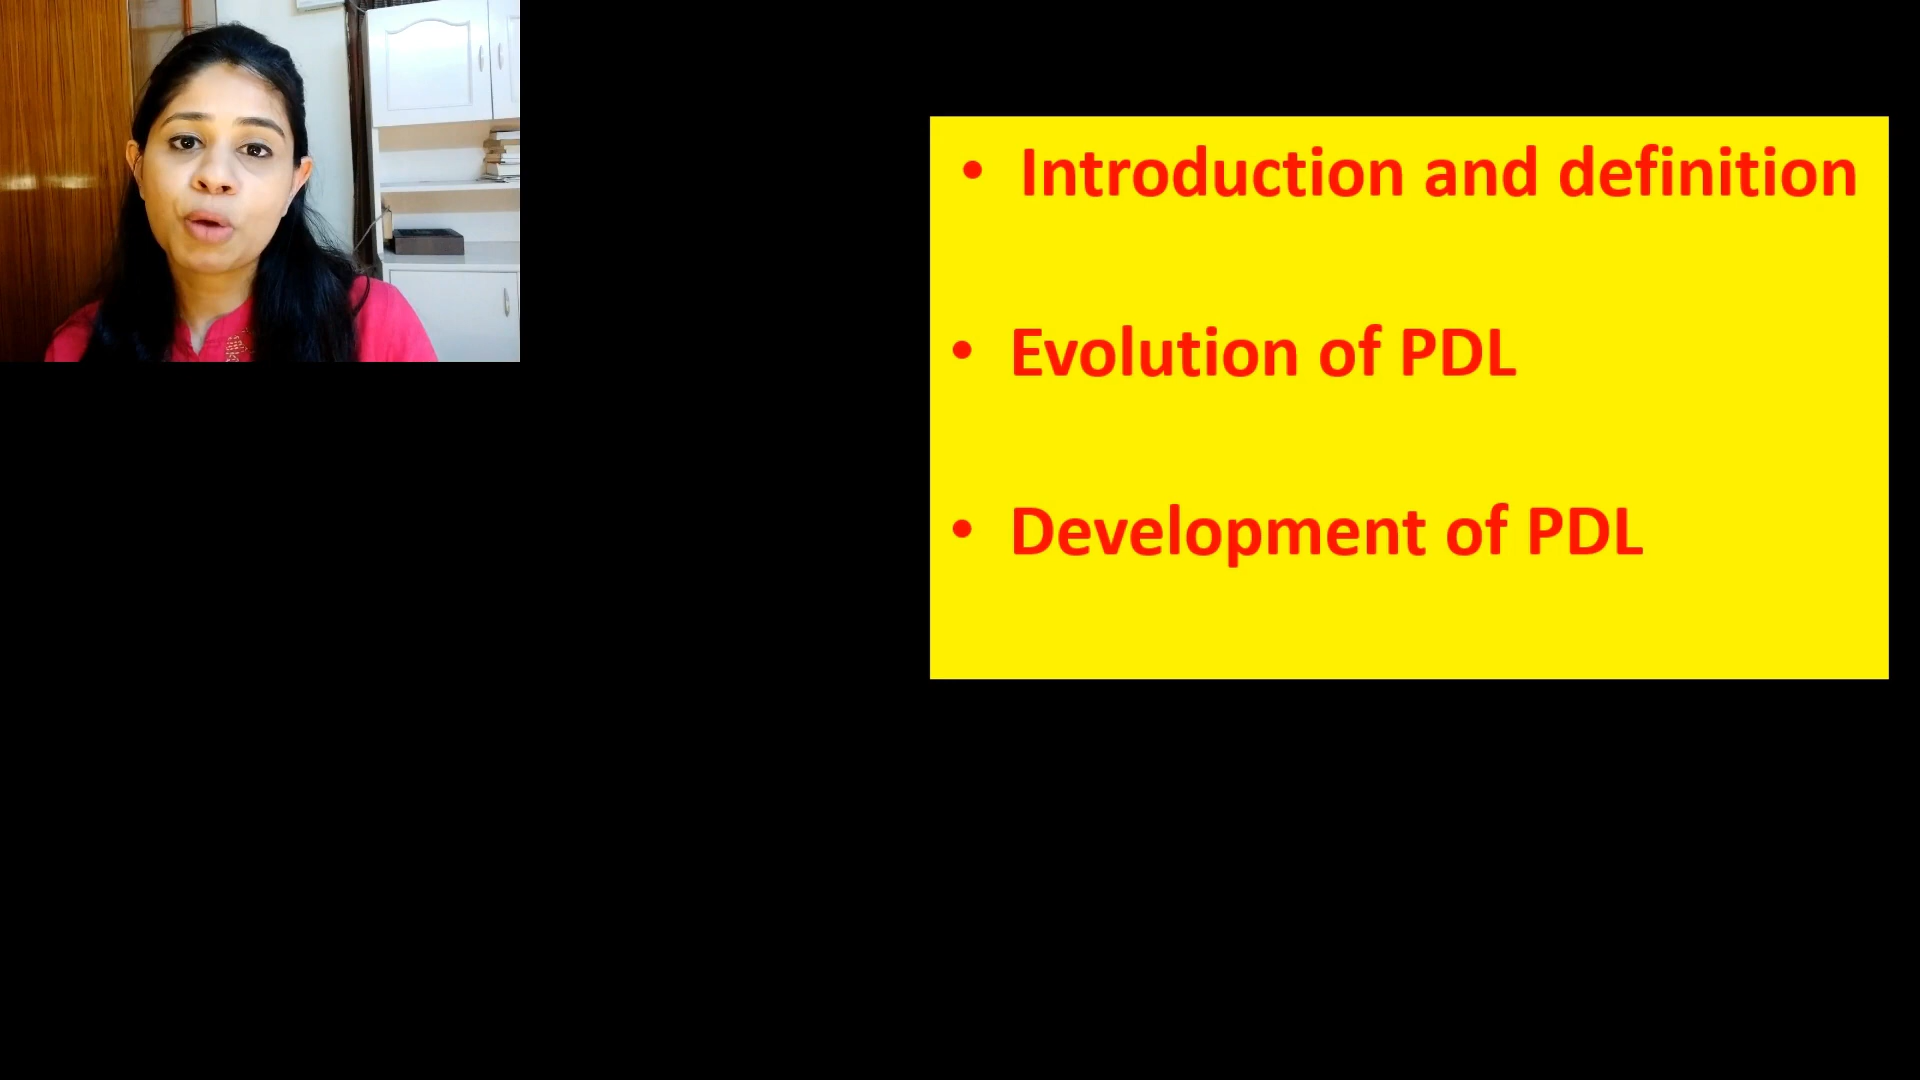 • Introduction and definition
• Evolution of PDL
• Development of PDL